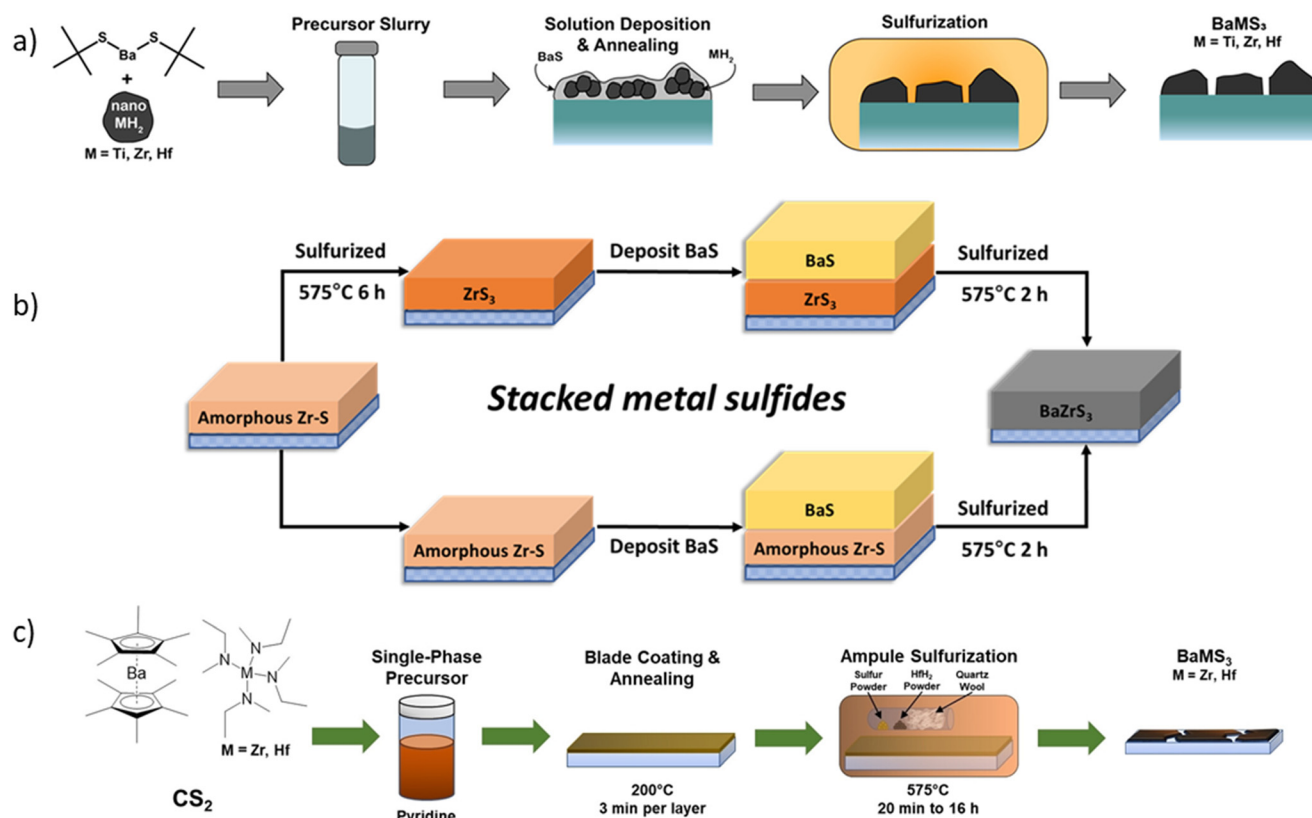 a)
S S
Ba
+
nano
MH₂
M = Ti, Zr, Hf
Precursor Slurry
Solution Deposition
& Annealing
BaS
MH₂
Sulfurization
BaMS₃
M = Ti, Zr, Hf
b)
Sulfurized
575°C 6 h
ZrS₃
Deposit BaS
BaS
ZrS₃
Sulfurized
575°C 2 h
Amorphous Zr-S
Stacked metal sulfides
BaZrS₃
Amorphous Zr-S
Deposit BaS
BaS
Amorphous Zr-S
Sulfurized
575°C 2 h
c)
Ba
N N
M
N N
M = Zr, Hf
CS₂
Single-Phase
Precursor
Pyridine
Blade Coating &
Annealing
200°C
3 min per layer
Ampule Sulfurization
Sulfur
Powder
HfH₂
Powder
Quartz
Wool
575°C
20 min to 16 h
BaMS₃
M = Zr, Hf